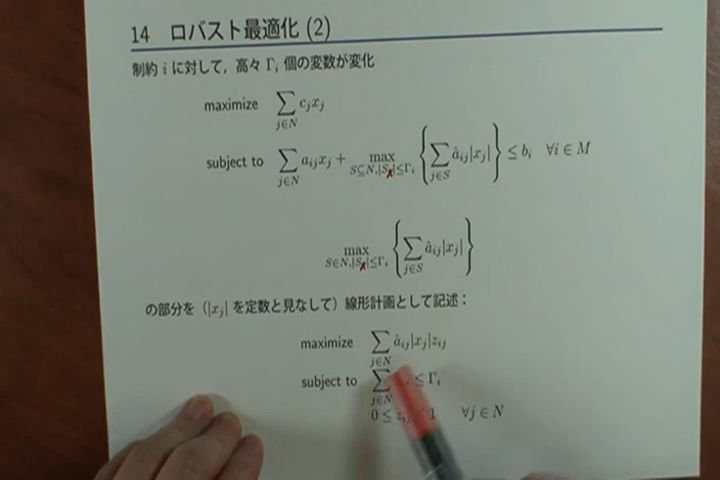 14 ロバスト最適化 (2)
制約 i に対して，高々 Γ_i 個の変数が変化
maximize ∑_{j∈N} c_j x_j
subject to ∑_{j∈N} a_{ij} x_j + max_{S⊆N,|S|≤Γ_i} { ∑_{j∈S} â_{ij}|x_j| } ≤ b_i ∀i ∈ M
max_{S∈N,|S|≤Γ_i} { ∑_{j∈S} â_{ij}|x_j| }
の部分を（|x_j| を定数と見なして）線形計画として記述：
maximize ∑_{j∈N} â_{ij}|x_j|z_{ij}
subject to ∑_{j∈N} ≤ Γ_i
0 ≤ 1 ∀j ∈ N